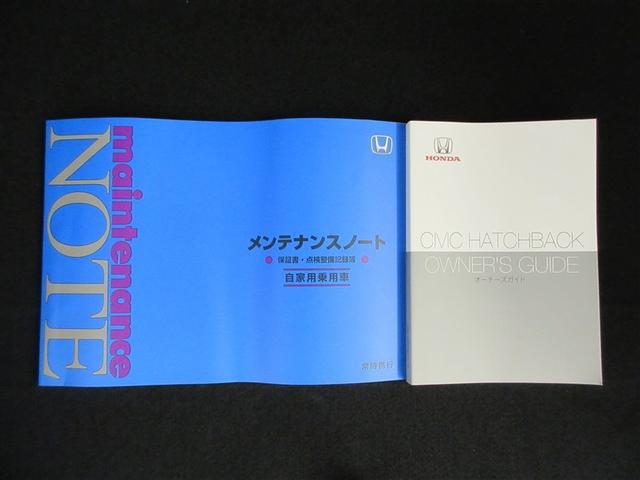 maintenance
NOTE
メンテナンスノート
保証書・点検整備記録簿
自家用乗用車
常時携行
HONDA
CIVIC HATCHBACK
OWNER'S GUIDE
オーナーズガイド